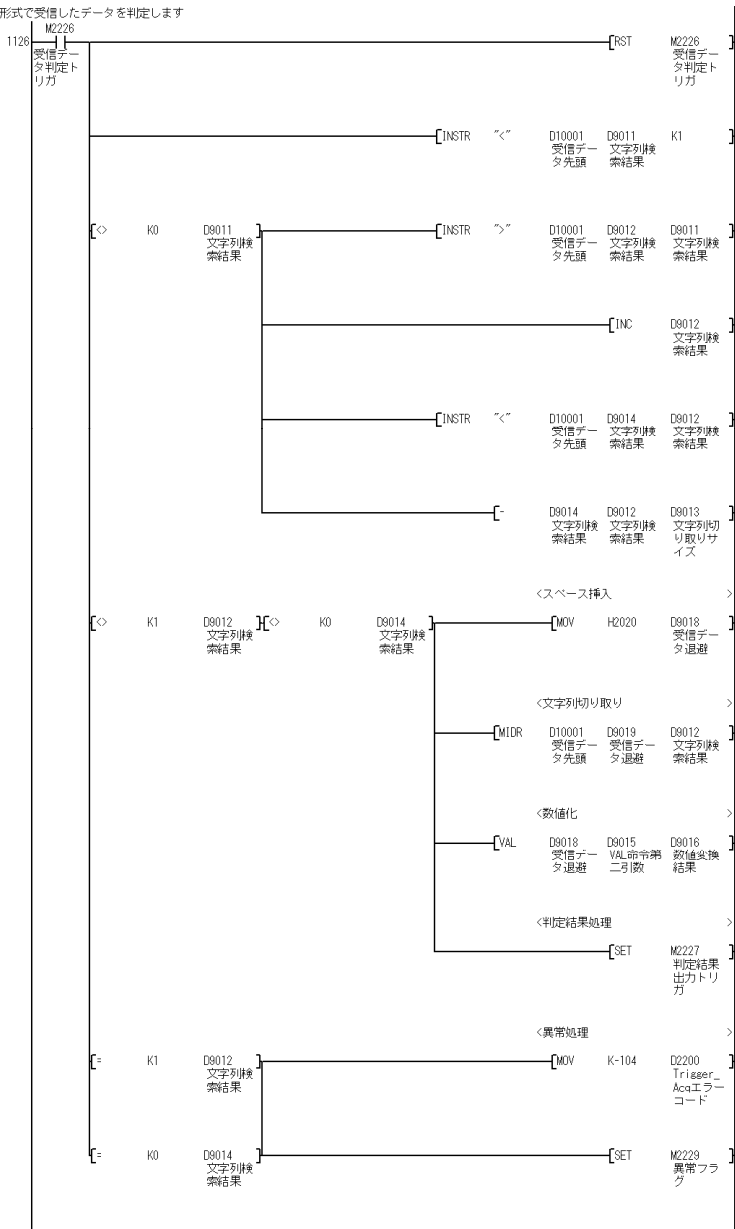 形式で受信したデータを判定します
M2226
1126
受信デー
タ判定ト
リガ
RST M2226
受信デー
タ判定ト
リガ
INSTR "<" D10001 D9011 K1
受信デー 文字列検
タ先頭 索結果
<> K0 D9011 INSTR ">" D10001 D9012 D9011
文字列検 受信デー 文字列検 文字列検
索結果 タ先頭 索結果 索結果
INC D9012
文字列検
索結果
INSTR "<" D10001 D9014 D9012
受信デー 文字列検 文字列検
タ先頭 索結果 索結果
- D9014 D9012 D9013
文字列検 文字列検 文字列切
索結果 索結果 り取りサ
イズ
<スペース挿入 >
<> K1 D9012 <> K0 D9014 MOV H2020 D9018
文字列検 文字列検 受信デー
索結果 索結果 タ退避
<文字列切り取り >
MIDR D10001 D9019 D9012
受信デー 受信デー 文字列検
タ先頭 タ退避 索結果
<数値化 >
VAL D9018 D9015 D9016
受信デー VAL命令第 数値変換
タ退避 二引数 結果
<判定結果処理 >
SET M2227
判定結果
出力トリ
ガ
<異常処理 >
= K1 D9012 MOV K-104 D2200
文字列検 Trigger_
索結果 Acqエラー
コード
= K0 D9014 SET M2229
文字列検 異常フラ
索結果 グ